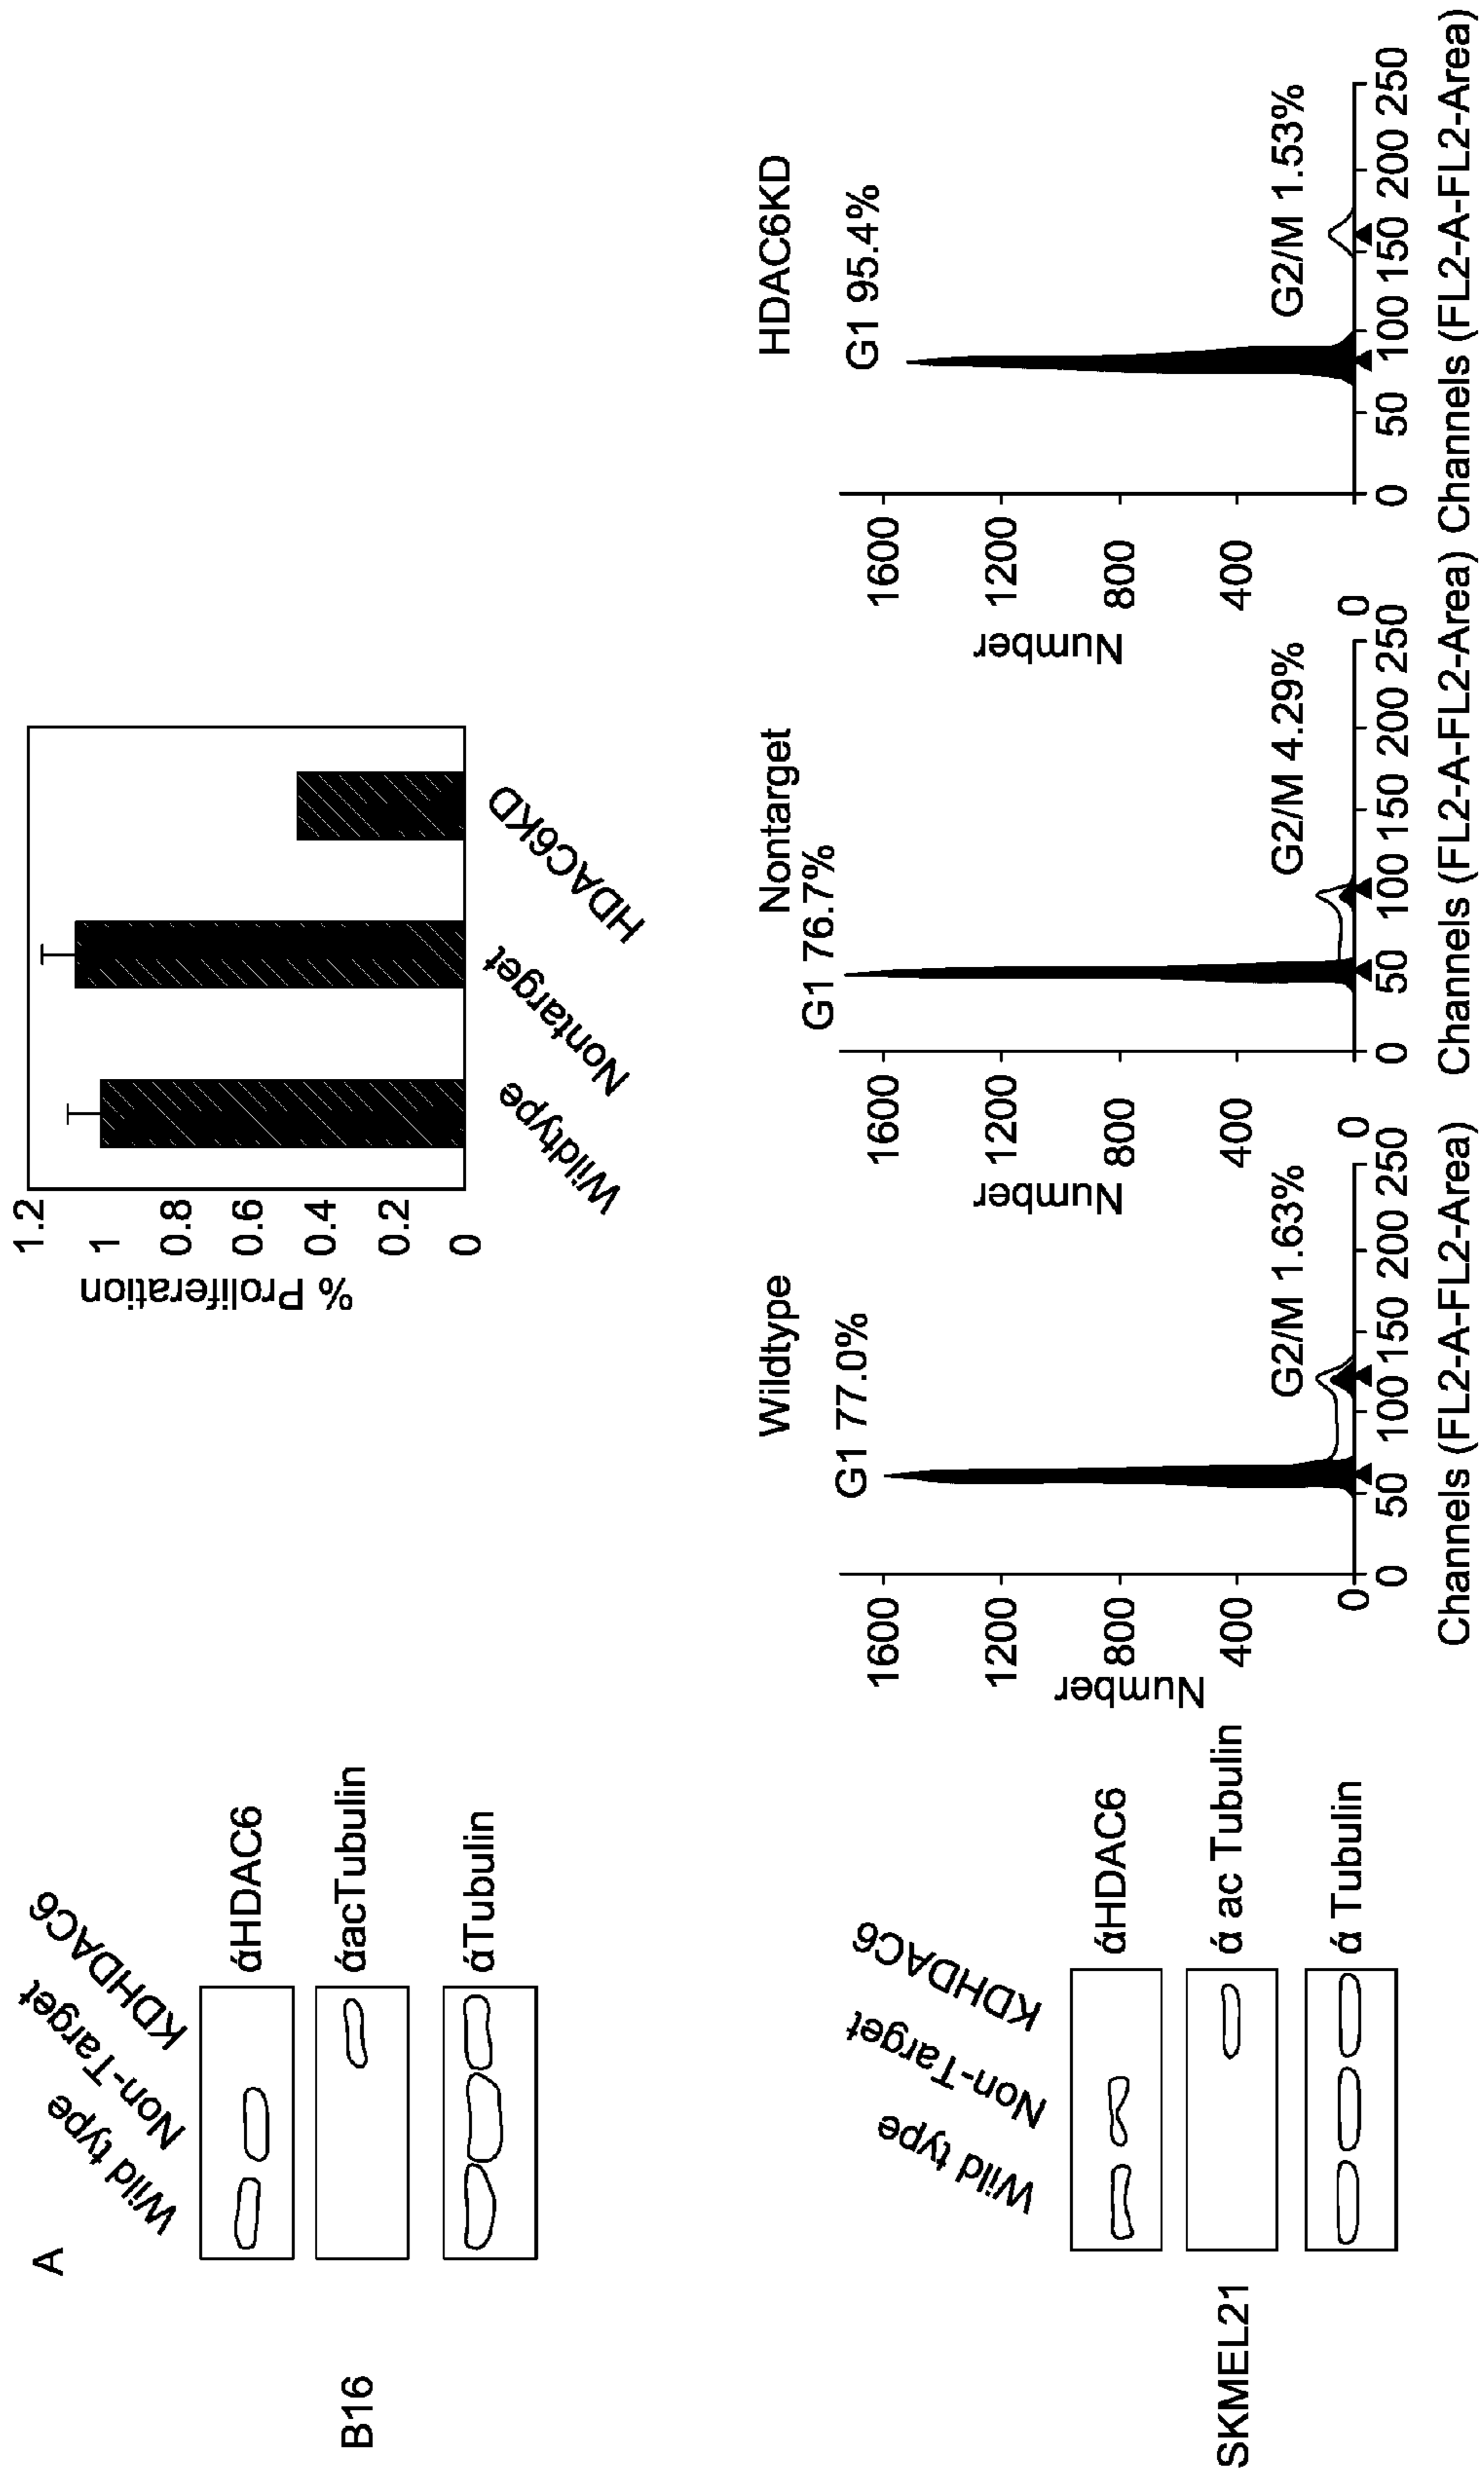 A
Wild type
Non-Target
KDHDAC6
B16
άHDAC6
άacTubulin
άTubulin
% Proliferation
1.2
1
0.8
0.6
0.4
0.2
0
Wildtype
Nontarget
HDAC6KD
SKMEL21
Wild type
Non-Target
KDHDAC6
άHDAC6
ά ac Tubulin
ά Tubulin
Wildtype
G1 77.0%
G2/M 1.63%
Number
1600
1200
800
400
0
0 50 100 150 200 250
Channels (FL2-A-FL2-Area)
Nontarget
G1 76.7%
G2/M 4.29%
Number
1600
1200
800
400
0
0 50 100 150 200 250
Channels (FL2-A-FL2-Area)
HDAC6KD
G1 95.4%
G2/M 1.53%
Number
1600
1200
800
400
0
0 50 100 150 200 250
Channels (FL2-A-FL2-Area)